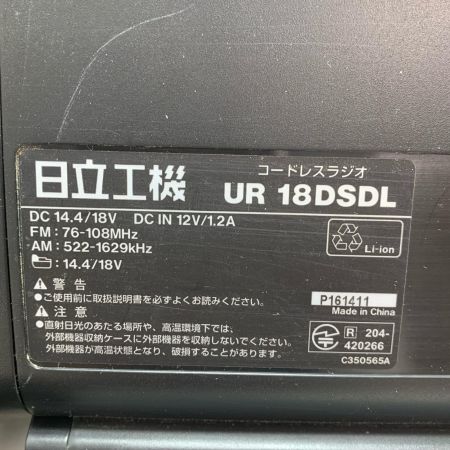 日立工機
コードレスラジオ
UR 18DSDL
DC 14.4/18V DC IN 12V/1.2A
FM : 76-108MHz
AM : 522-1629kHz
: 14.4/18V
Li-ion
⚠ 警告
●ご使用前に取扱説明書を必ずよくお読みください。
⚠ 注意
●直射日光のあたる場所や、高温環境下では、
外部機器収納ケースに外部機器を収納しないでください。
外部機器が高温状態となり、破損することがあります。
P161411
Made in China
R 204-
420266
C350565A